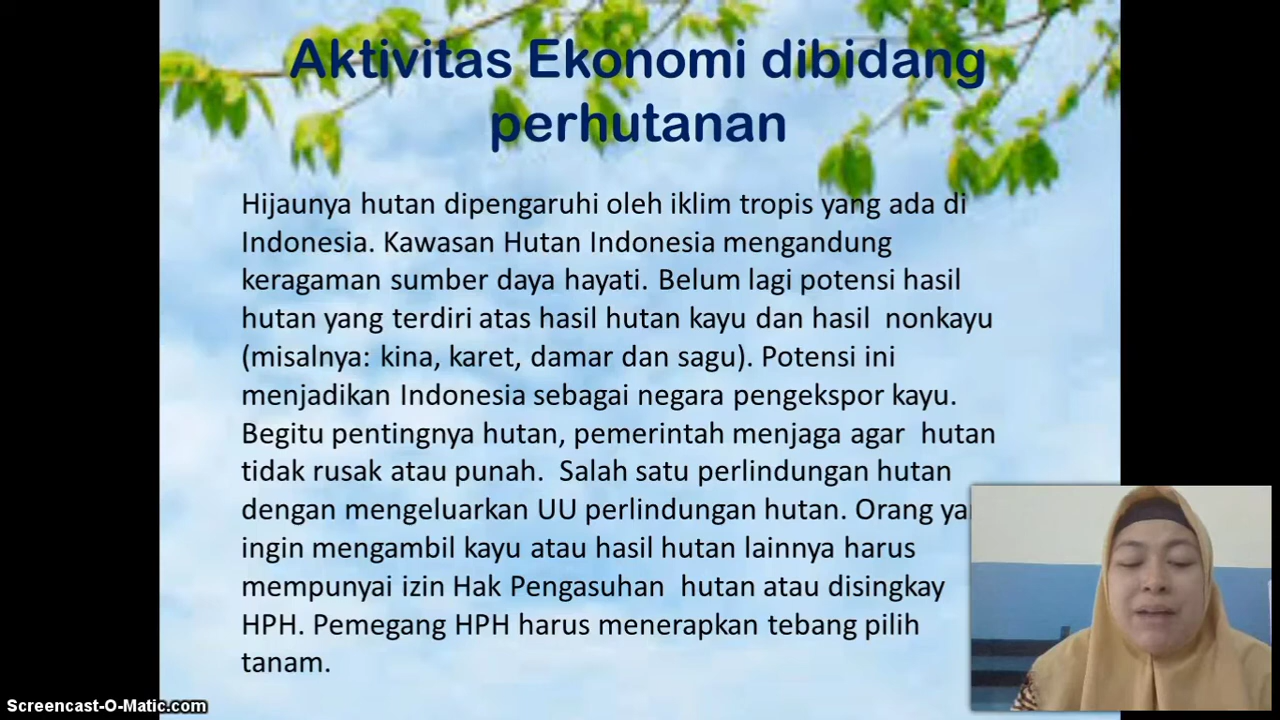 Aktivitas Ekonomi dibidang
perhutanan
Hijaunya hutan dipengaruhi oleh iklim tropis yang ada di
Indonesia. Kawasan Hutan Indonesia mengandung
keragaman sumber daya hayati. Belum lagi potensi hasil
hutan yang terdiri atas hasil hutan kayu dan hasil nonkayu
(misalnya: kina, karet, damar dan sagu). Potensi ini
menjadikan Indonesia sebagai negara pengekspor kayu.
Begitu pentingnya hutan, pemerintah menjaga agar hutan
tidak rusak atau punah. Salah satu perlindungan hutan
dengan mengeluarkan UU perlindungan hutan. Orang
ingin mengambil kayu atau hasil hutan lainnya harus
mempunyai izin Hak Pengasuhan hutan atau disingkay
HPH. Pemegang HPH harus menerapkan tebang pilih
tanam.
Screencast-O-Matic.com